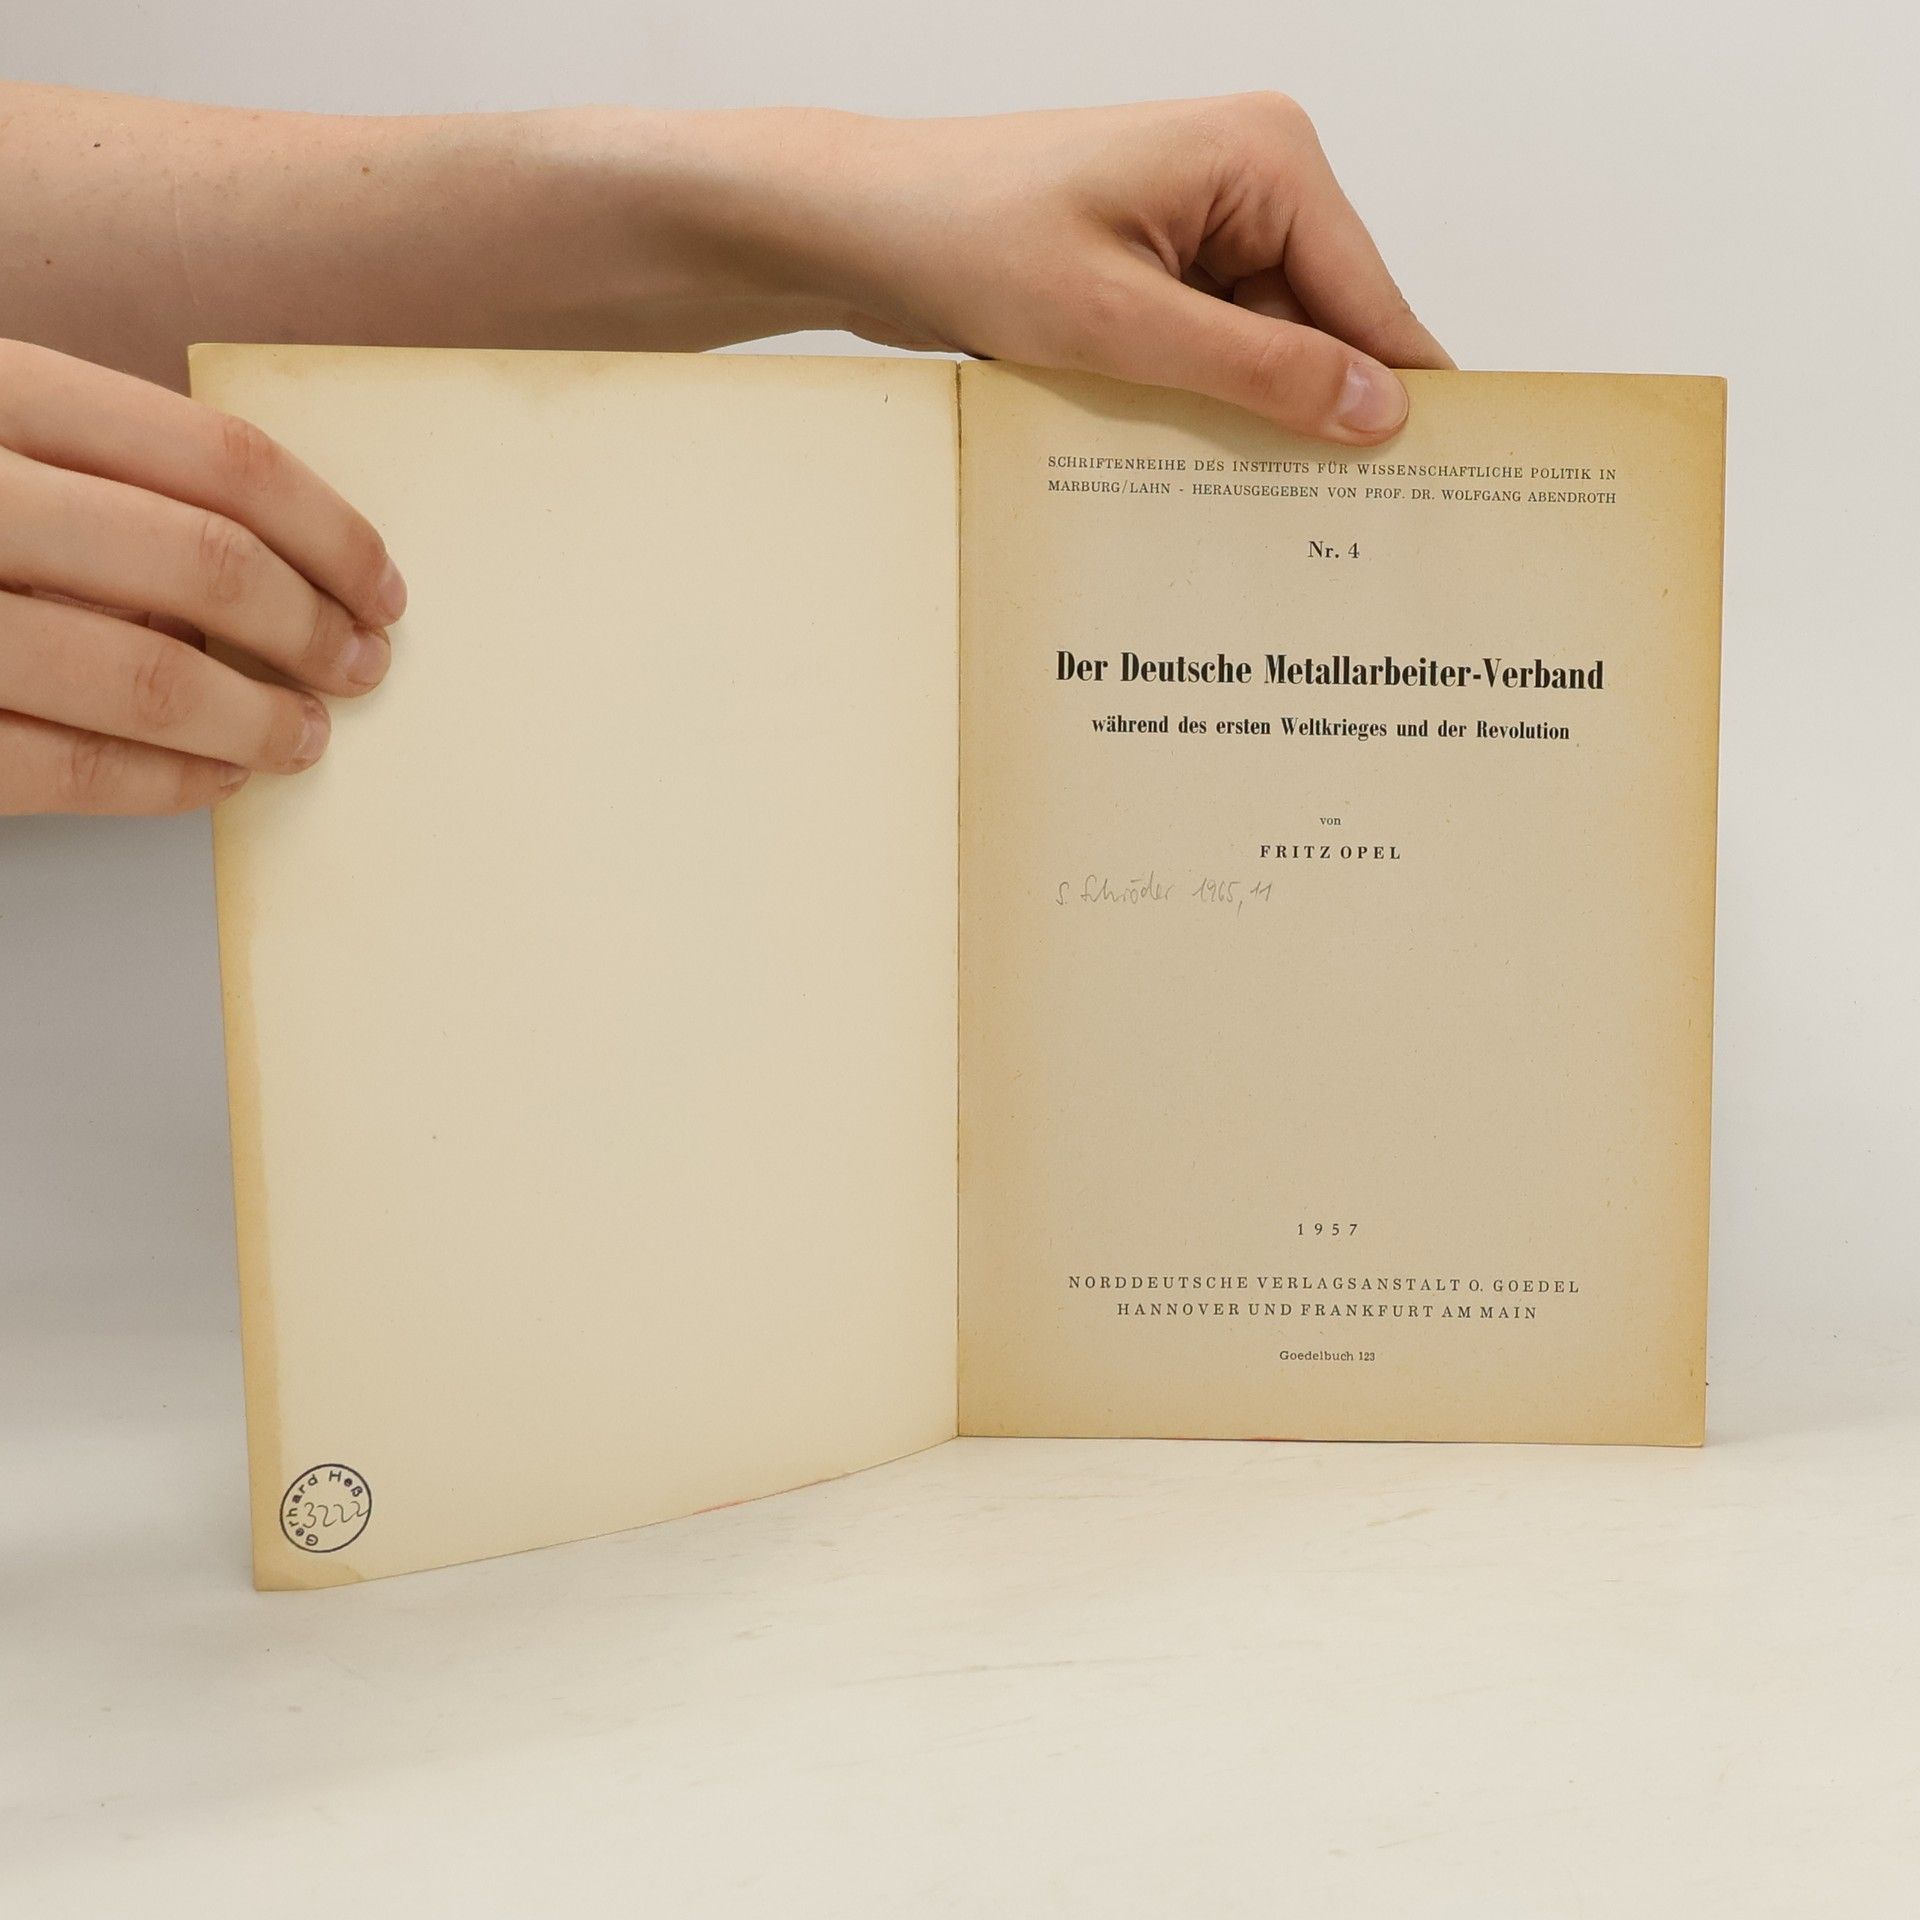 SCHRIFTENREIHE DES INSTITUTS FÜR WISSENSCHAFTLICHE POLITIK IN
MARBURG/LAHN - HERAUSGEGEBEN VON PROF. DR. WOLFGANG ABENDROTH
Nr. 4
Der Deutsche Metallarbeiter-Verband
während des ersten Weltkrieges und der Revolution
von
FRITZ OPEL
S. Schröder 1965, 11
1957
NORDDEUTSCHE VERLAGSANSTALT O. GOEDEL
HANNOVER UND FRANKFURT AM MAIN
Goedelbuch 123
Gerhard Heß
3222